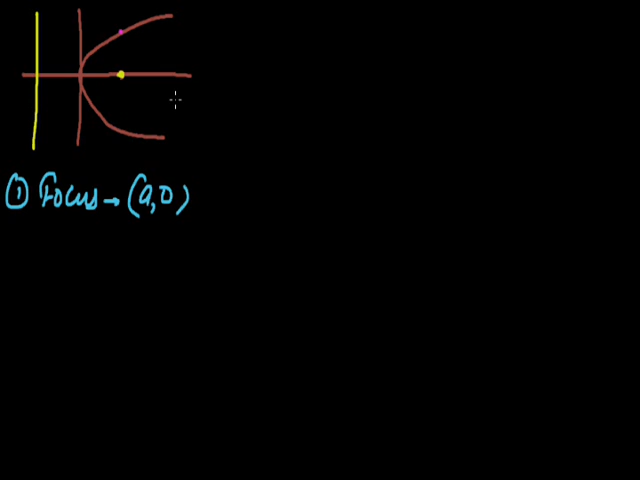 ① Focus → (a,0)